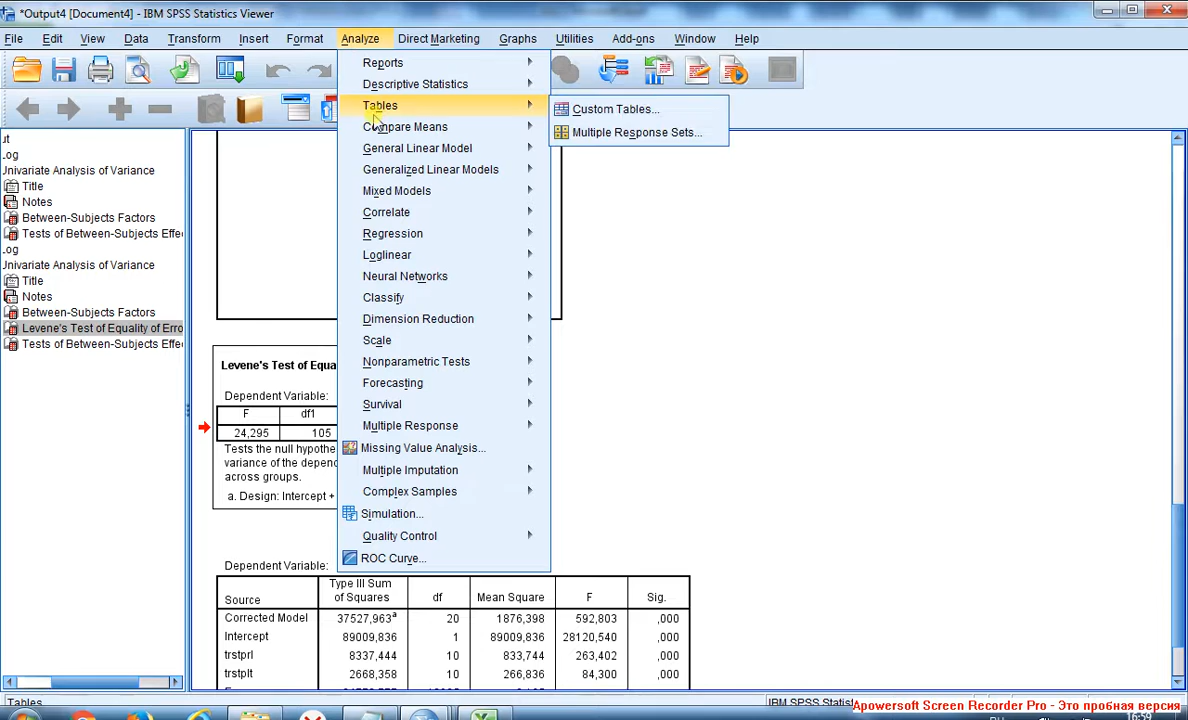 *Output4 [Document4] - IBM SPSS Statistics Viewer
File Edit View Data Transform Insert Format Analyze Direct Marketing Graphs Utilities Add-ons Window Help
Reports
Descriptive Statistics
Tables
Custom Tables...
Multiple Response Sets...
Compare Means
General Linear Model
Generalized Linear Models
Mixed Models
Correlate
Regression
Loglinear
Neural Networks
Classify
Dimension Reduction
Scale
Nonparametric Tests
Forecasting
Survival
Multiple Response
Missing Value Analysis...
Multiple Imputation
Complex Samples
Simulation...
Quality Control
ROC Curve...
ut
.og
Jnivariate Analysis of Variance
Title
Notes
Between-Subjects Factors
Tests of Between-Subjects Effe
.og
Jnivariate Analysis of Variance
Title
Notes
Between-Subjects Factors
Levene's Test of Equality of Erro
Tests of Between-Subjects Effe
Levene's Test of Equa
Dependent Variable:
F df1
24,295 105
Tests the null hypothe
variance of the depend
across groups.
a. Design: Intercept +
Dependent Variable:
Source Type III Sum of Squares df Mean Square F Sig.
Corrected Model 37527,963a 20 1876,398 592,803 ,000
Intercept 89009,836 1 89009,836 28120,540 ,000
trstprl 8337,444 10 833,744 263,402 ,000
trstplt 2668,358 10 266,836 84,300 ,000
Tables
IBM SPSS Statis
Apowersoft Screen Recorder Pro - Это пробная версия